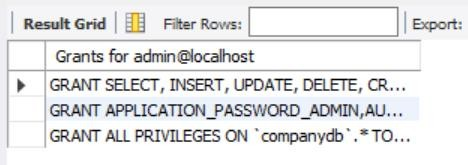 Result Grid Filter Rows: Export:
Grants for admin@localhost
GRANT SELECT, INSERT, UPDATE, DELETE, CR...
GRANT APPLICATION_PASSWORD_ADMIN,AU...
GRANT ALL PRIVILEGES ON `companydb`.* TO...